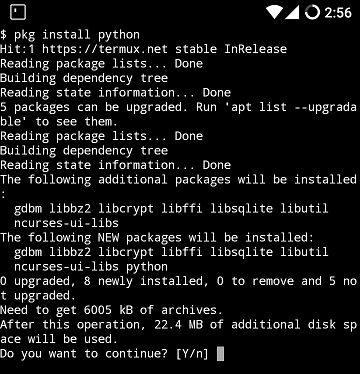 2:56
$ pkg install python
Hit:1 https://termux.net stable InRelease
Reading package lists... Done
Building dependency tree
Reading state information... Done
5 packages can be upgraded. Run 'apt list --upgrada
ble' to see them.
Reading package lists... Done
Building dependency tree
Reading state information... Done
The following additional packages will be installed
:
  gdbm libbz2 libcrypt libffi libsqlite libutil
  ncurses-ui-libs
The following NEW packages will be installed:
  gdbm libbz2 libcrypt libffi libsqlite libutil
  ncurses-ui-libs python
0 upgraded, 8 newly installed, 0 to remove and 5 no
t upgraded.
Need to get 6005 kB of archives.
After this operation, 22.4 MB of additional disk sp
ace will be used.
Do you want to continue? [Y/n]